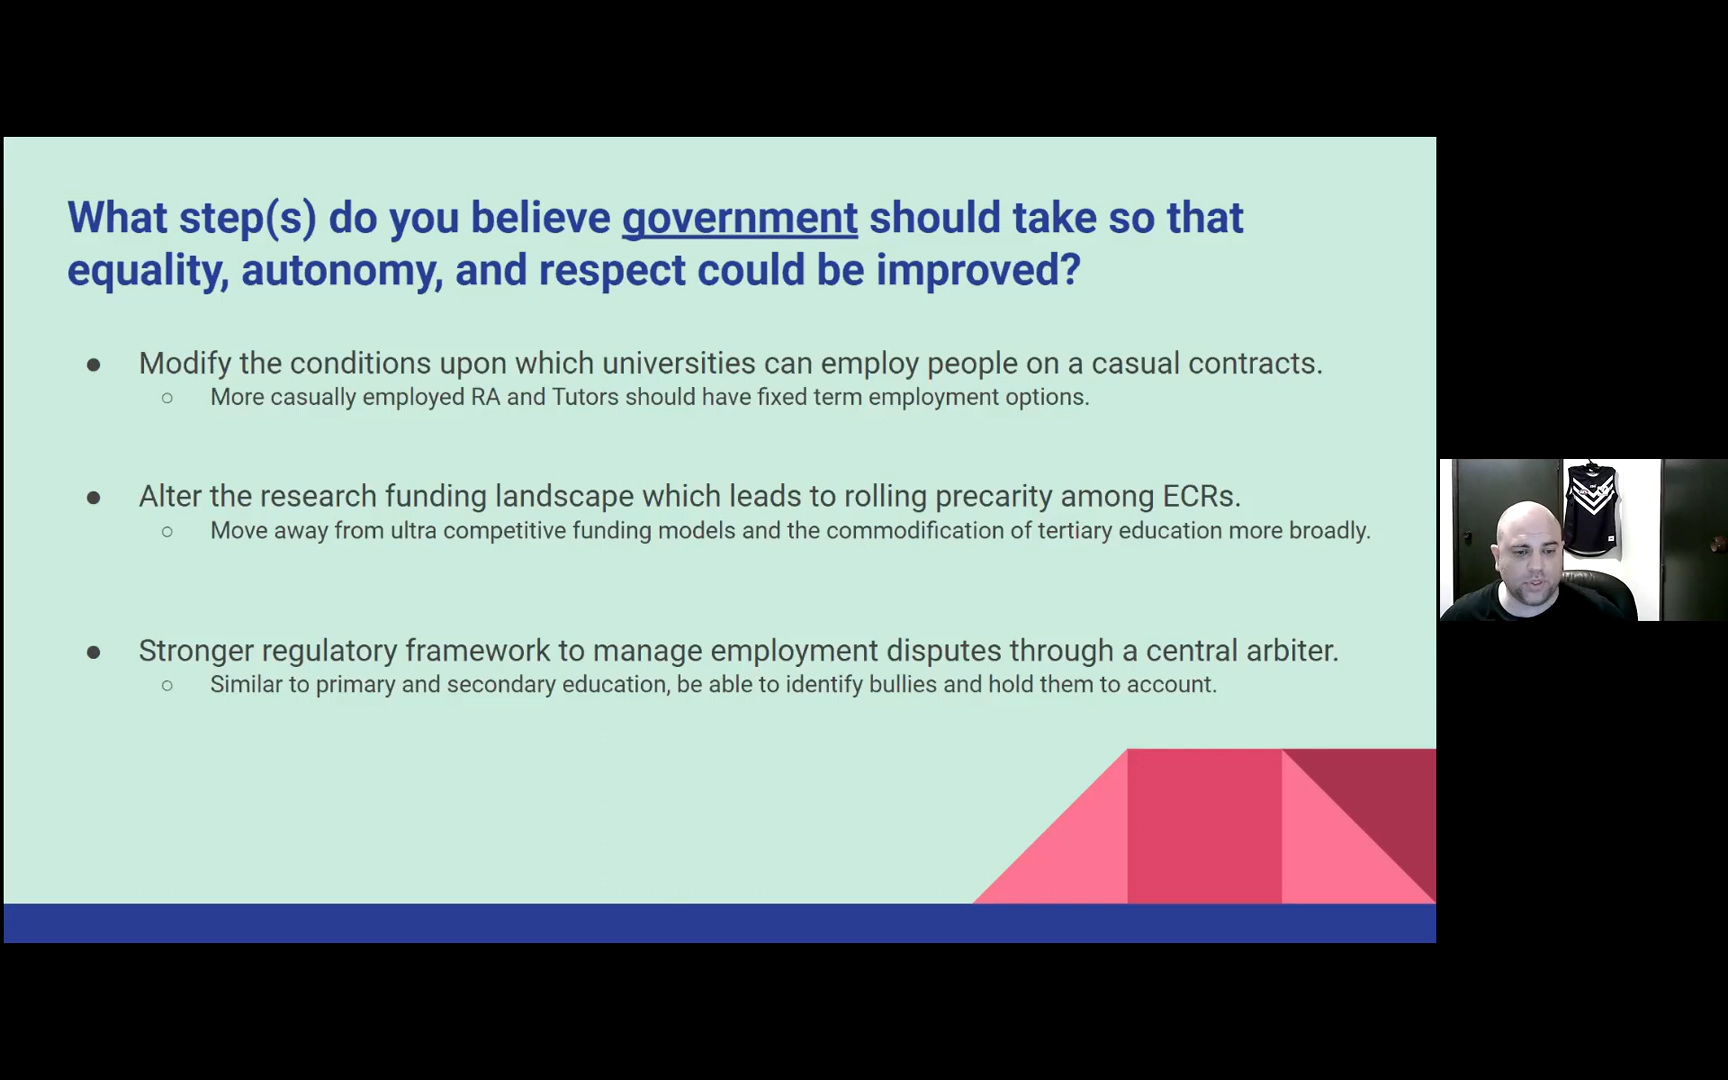 What step(s) do you believe government should take so that
equality, autonomy, and respect could be improved?
● Modify the conditions upon which universities can employ people on a casual contracts.
○ More casually employed RA and Tutors should have fixed term employment options.
● Alter the research funding landscape which leads to rolling precarity among ECRs.
○ Move away from ultra competitive funding models and the commodification of tertiary education more broadly.
● Stronger regulatory framework to manage employment disputes through a central arbiter.
○ Similar to primary and secondary education, be able to identify bullies and hold them to account.